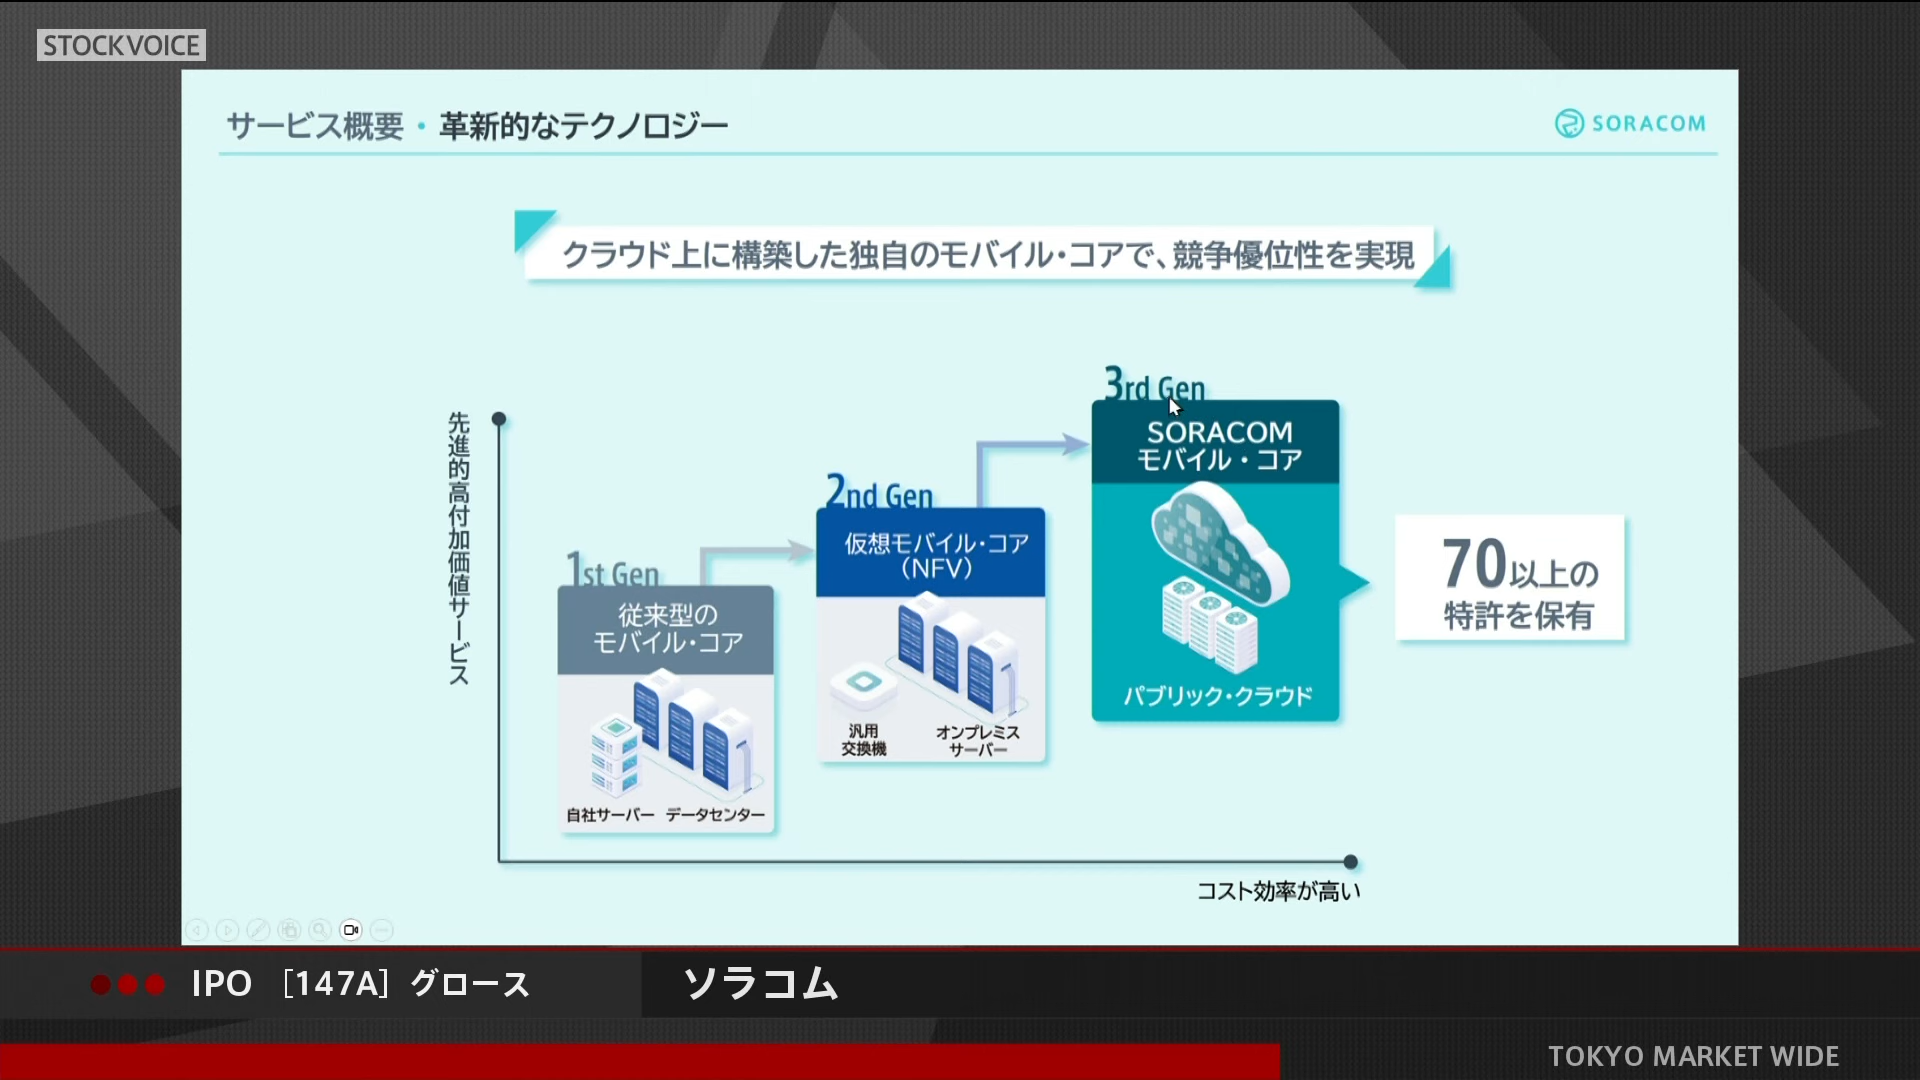 STOCKVOICE
サービス概要・革新的なテクノロジー
SORACOM
クラウド上に構築した独自のモバイル・コアで、競争優位性を実現
先進的高付加価値サービス
1st Gen
従来型の
モバイル・コア
自社サーバー データセンター
2nd Gen
仮想モバイル・コア
(NFV)
汎用
交換機
オンプレミス
サーバー
3rd Gen
SORACOM
モバイル・コア
パブリック・クラウド
70以上の
特許を保有
コスト効率が高い
IPO [147A] グロース
ソラコム
TOKYO MARKET WIDE